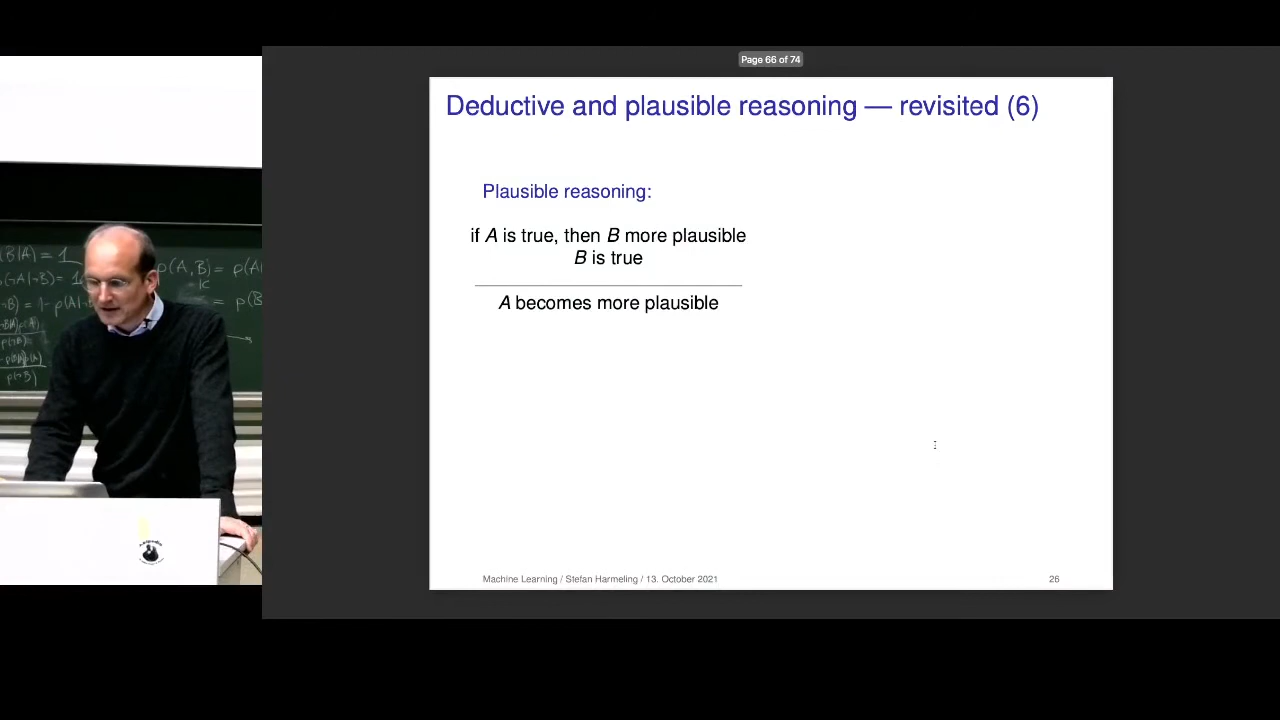 Page 66 of 74
Deductive and plausible reasoning — revisited (6)
Plausible reasoning:
if A is true, then B more plausible
B is true
A becomes more plausible
Machine Learning / Stefan Harmeling / 13. October 2021
26
(B|A) = 1
p(A, B) = p(A